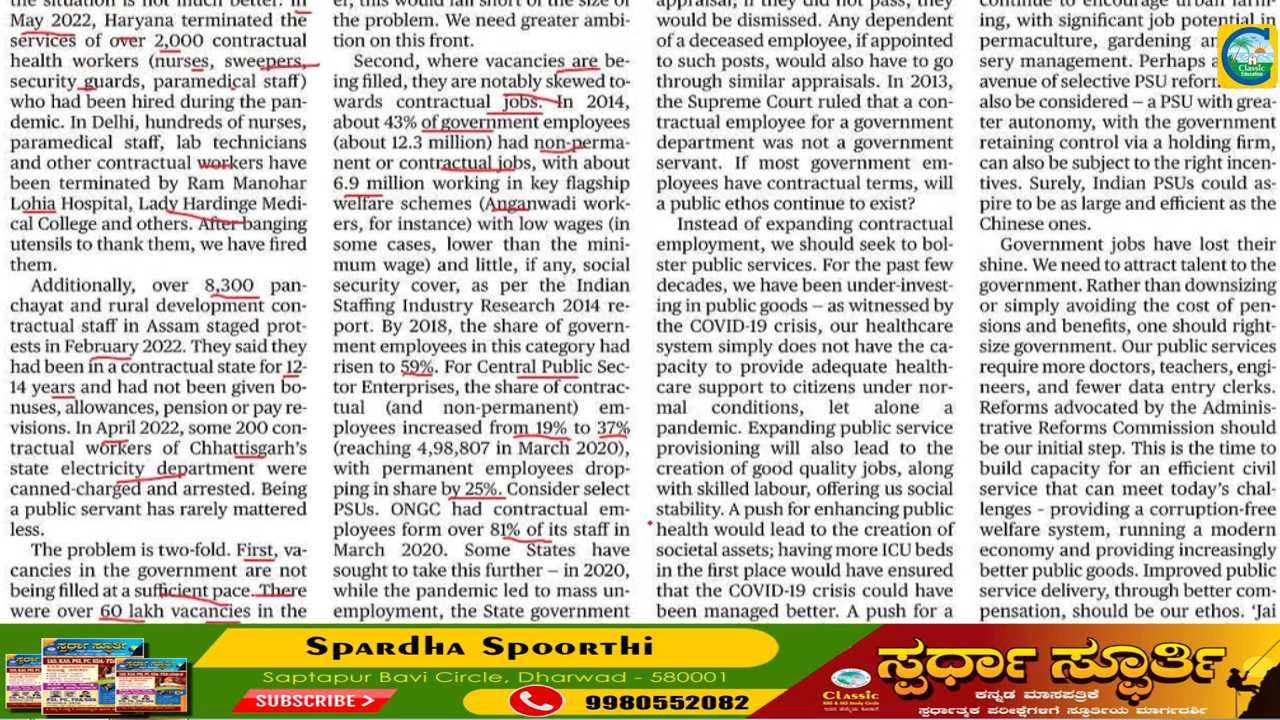 the situation is not much better. In
May 2022, Haryana terminated the
services of over 2,000 contractual
health workers (nurses, sweepers,
security guards, paramedical staff)
who had been hired during the pan-
demic. In Delhi, hundreds of nurses,
paramedical staff, lab technicians
and other contractual workers have
been terminated by Ram Manohar
Lohia Hospital, Lady Hardinge Medi-
cal College and others. After banging
utensils to thank them, we have fired
them.
Additionally, over 8,300 pan-
chayat and rural development con-
tractual staff in Assam staged prot-
ests in February 2022. They said they
had been in a contractual state for 12-
14 years and had not been given bo-
nuses, allowances, pension or pay re-
visions. In April 2022, some 200 con-
tractual workers of Chhattisgarh's
state electricity department were
canned-charged and arrested. Being
a public servant has rarely mattered
less.
The problem is two-fold. First, va-
cancies in the government are not
being filled at a sufficient pace. There
were over 60 lakh vacancies in the
er, this would fall short of the size of
the problem. We need greater ambi-
tion on this front.
Second, where vacancies are be-
ing filled, they are notably skewed to-
wards contractual jobs. In 2014,
about 43% of government employees
(about 12.3 million) had non-perma-
nent or contractual jobs, with about
6.9 million working in key flagship
welfare schemes (Anganwadi work-
ers, for instance) with low wages (in
some cases, lower than the mini-
mum wage) and little, if any, social
security cover, as per the Indian
Staffing Industry Research 2014 re-
port. By 2018, the share of govern-
ment employees in this category had
risen to 59%. For Central Public Sec-
tor Enterprises, the share of contrac-
tual (and non-permanent) em-
ployees increased from 19% to 37%
(reaching 4,98,807 in March 2020),
with permanent employees drop-
ping in share by 25%. Consider select
PSUs. ONGC had contractual em-
ployees form over 81% of its staff in
March 2020. Some States have
sought to take this further – in 2020,
while the pandemic led to mass un-
employment, the State government
appraisal, if they did not pass, they
would be dismissed. Any dependent
of a deceased employee, if appointed
to such posts, would also have to go
through similar appraisals. In 2013,
the Supreme Court ruled that a con-
tractual employee for a government
department was not a government
servant. If most government em-
ployees have contractual terms, will
a public ethos continue to exist?
Instead of expanding contractual
employment, we should seek to bol-
ster public services. For the past few
decades, we have been under-invest-
ing in public goods – as witnessed by
the COVID-19 crisis, our healthcare
system simply does not have the ca-
pacity to provide adequate health-
care support to citizens under nor-
mal conditions, let alone a
pandemic. Expanding public service
provisioning will also lead to the
creation of good quality jobs, along
with skilled labour, offering us social
stability. A push for enhancing public
health would lead to the creation of
societal assets; having more ICU beds
in the first place would have ensured
that the COVID-19 crisis could have
been managed better. A push for a
continue to encourage urban farm-
ing, with significant job potential in
permaculture, gardening an
sery management. Perhaps a
avenue of selective PSU reform
also be considered – a PSU with grea-
ter autonomy, with the government
retaining control via a holding firm,
can also be subject to the right incen-
tives. Surely, Indian PSUs could as-
pire to be as large and efficient as the
Chinese ones.
Government jobs have lost their
shine. We need to attract talent to the
government. Rather than downsizing
or simply avoiding the cost of pen-
sions and benefits, one should right-
size government. Our public services
require more doctors, teachers, engi-
neers, and fewer data entry clerks.
Reforms advocated by the Adminis-
trative Reforms Commission should
be our initial step. This is the time to
build capacity for an efficient civil
service that can meet today's chal-
lenges - providing a corruption-free
welfare system, running a modern
economy and providing increasingly
better public goods. Improved public
service delivery, through better com-
pensation, should be our ethos. 'Jai
Classic
Education
Spardha Spoorthi
Saptapur Bavi Circle, Dharwad - 580001
SUBSCRIBE
9980552082
Classic
ಸ್ಪರ್ಧಾ ಸ್ಫೂರ್ತಿ
ಕನ್ನಡ ಮಾಸಪತ್ರಿಕೆ
ಸ್ಪರ್ಧಾತ್ಮಕ ಪರೀಕ್ಷೆಗಳಿಗೆ ಸ್ಫೂರ್ತಿಯ ಮಾರ್ಗದರ್ಶಿ